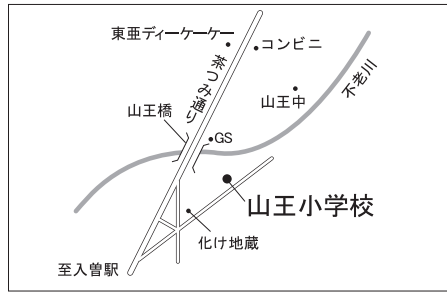 東亜ディーケーケー
コンビニ
茶つみ通り
不老川
山王中
山王橋
GS
山王小学校
化け地蔵
至入曽駅